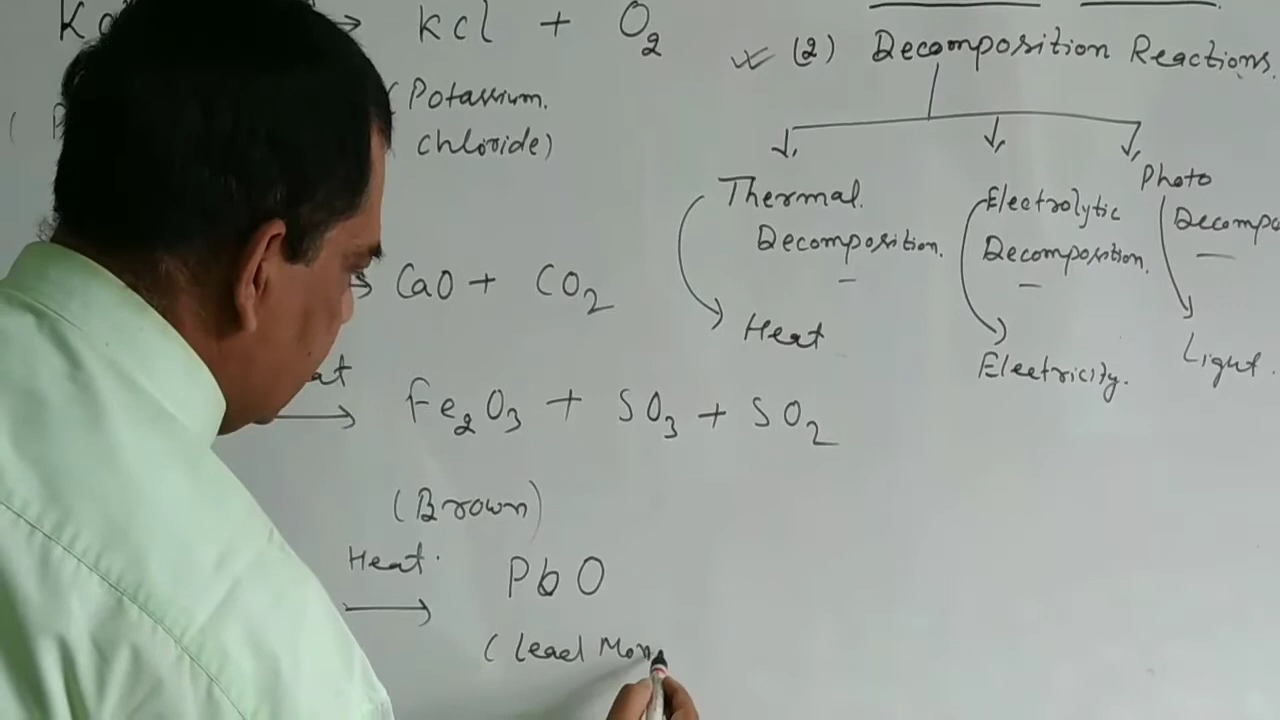 kcl + O2
(Potassium.
chloride)
→ CaO + CO2
→ Fe2O3 + SO3 + SO2
(Brown)
Heat.
→ PbO
(Lead Mon
(2) Decomposition Reactions.
Thermal Decomposition.
Heat
Electrolytic Decomposition.
Electricity.
Photo
Light.